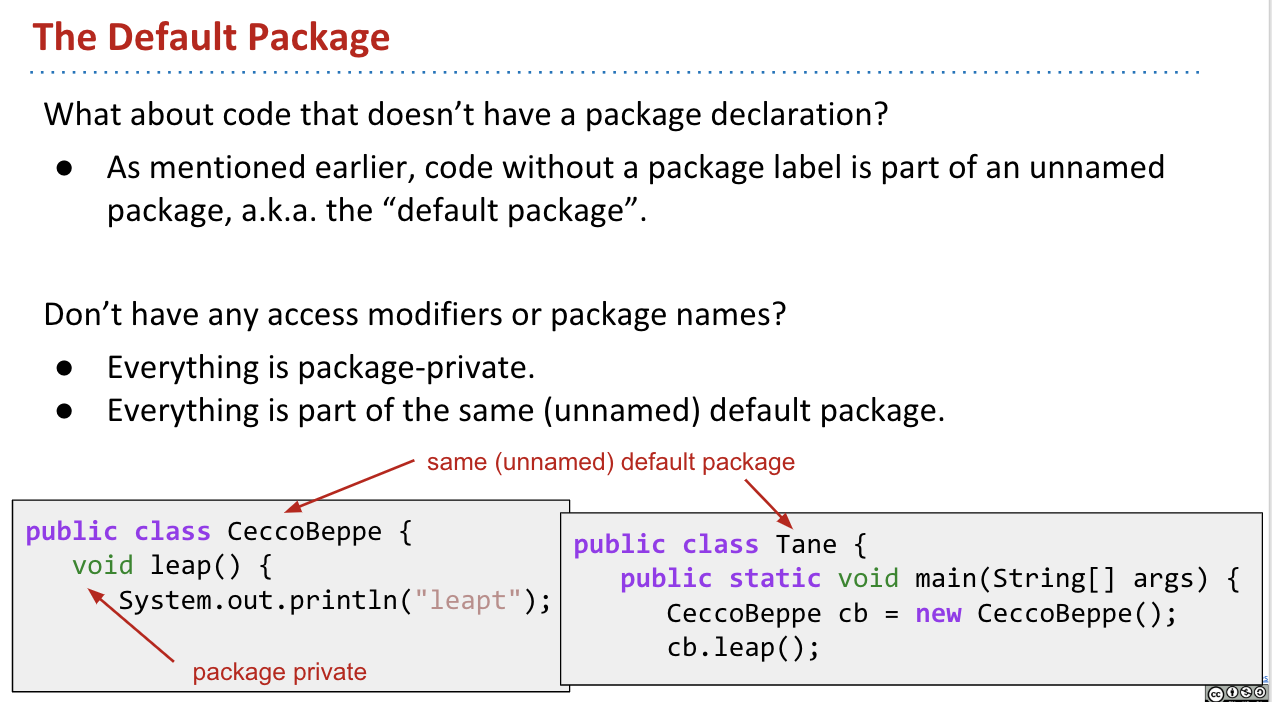 The Default Package
What about code that doesn’t have a package declaration?
● As mentioned earlier, code without a package label is part of an unnamed
package, a.k.a. the “default package”.
Don’t have any access modifiers or package names?
● Everything is package-private.
● Everything is part of the same (unnamed) default package.
same (unnamed) default package
public class CeccoBeppe {
void leap() {
System.out.println("leapt");
package private
public class Tane {
public static void main(String[] args) {
CeccoBeppe cb = new CeccoBeppe();
cb.leap();
cc